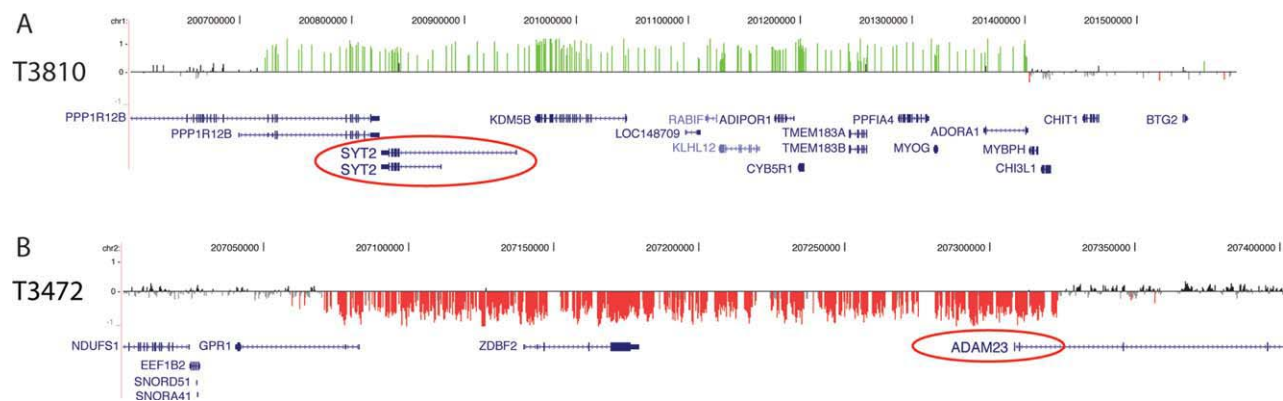 A
chr1: 200700000 200800000 200900000 201000000 201100000 201200000 201300000 201400000 201500000
1
T3810
0
-1
PPP1R12B KDM5B RABIF ADIPOR1 PPFIA4 CHIT1 BTG2
PPP1R12B LOC148709 TMEM183A ADORA1
SYT2 KLHL12 TMEM183B MYOG MYBPH
SYT2 CYB5R1 CHI3L1
B
chr2: 207050000 207100000 207150000 207200000 207250000 207300000 207350000 207400000
1
T3472
0
-1
NDUFS1 GPR1 ZDBF2 ADAM23
EEF1B2
SNORD51
SNORA41